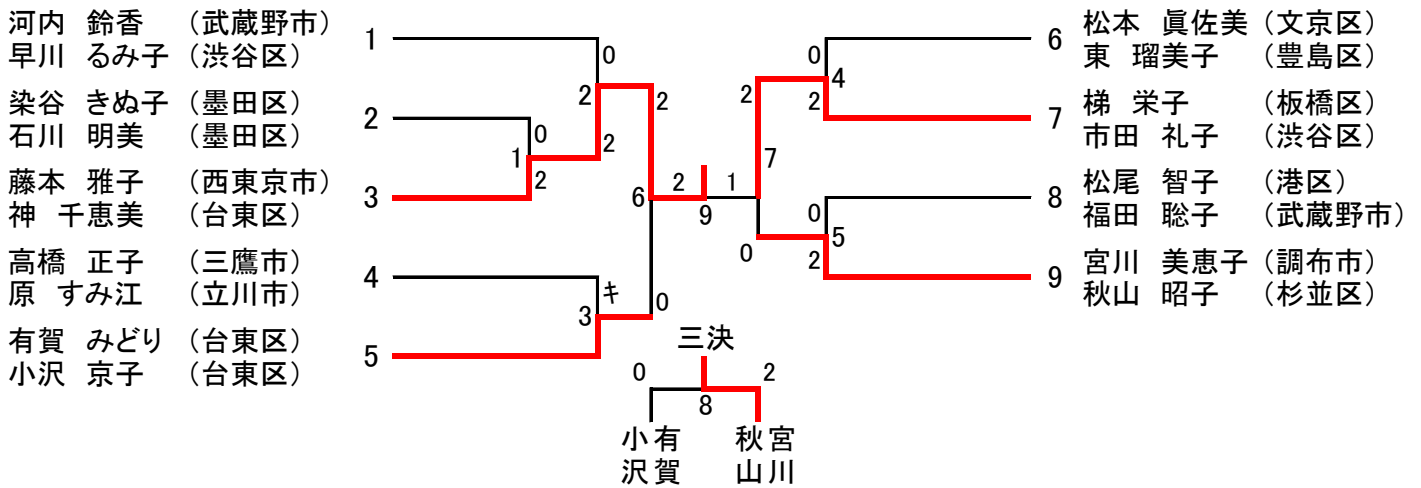 河内 鈴香 （武蔵野市）
早川 るみ子 （渋谷区）
1
染谷 きぬ子 （墨田区）
石川 明美 （墨田区）
2
藤本 雅子 （西東京市）
神 千恵美 （台東区）
3
高橋 正子 （三鷹市）
原 すみ江 （立川市）
4
有賀 みどり （台東区）
小沢 京子 （台東区）
5
0
2
2
0
1
2
2
6
キ
3
0
2
9
1
2
7
0
0
4
2
0
5
2
6
松本 眞佐美 （文京区）
東 瑠美子 （豊島区）
7
梯 栄子 （板橋区）
市田 礼子 （渋谷区）
8
松尾 智子 （港区）
福田 聡子 （武蔵野市）
9
宮川 美恵子 （調布市）
秋山 昭子 （杉並区）
三決
0
2
8
有賀
小沢
宮川
秋山